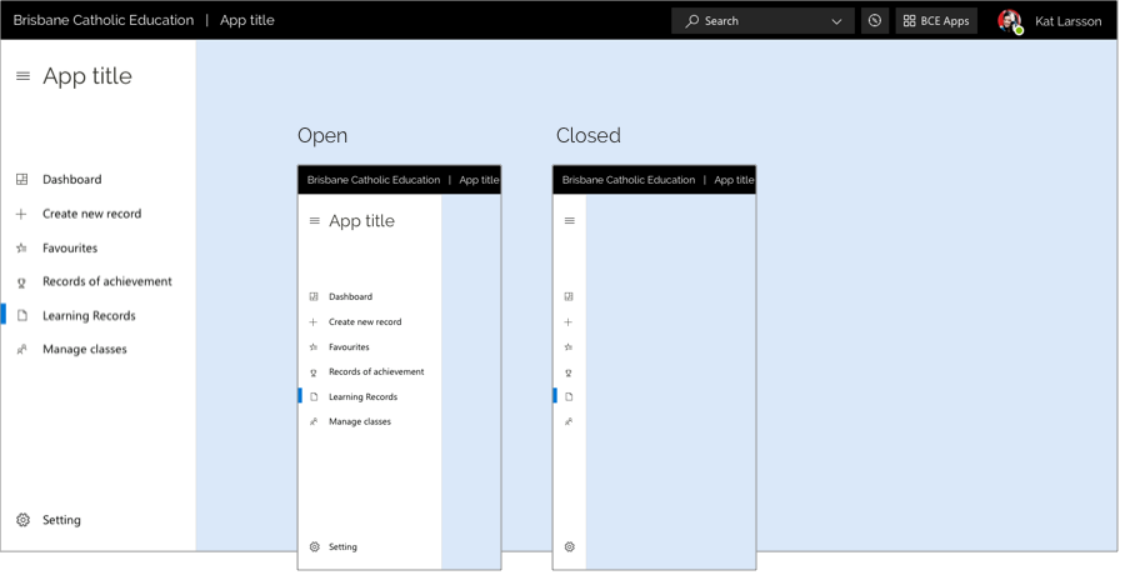 Brisbane Catholic Education | App title
Search
BCE Apps
Kat Larsson
App title
Dashboard
Create new record
Favourites
Records of achievement
Learning Records
Manage classes
Setting
Open
Brisbane Catholic Education | App title
App title
Dashboard
Create new record
Favourites
Records of achievement
Learning Records
Manage classes
Setting
Closed
Brisbane Catholic Education | App title